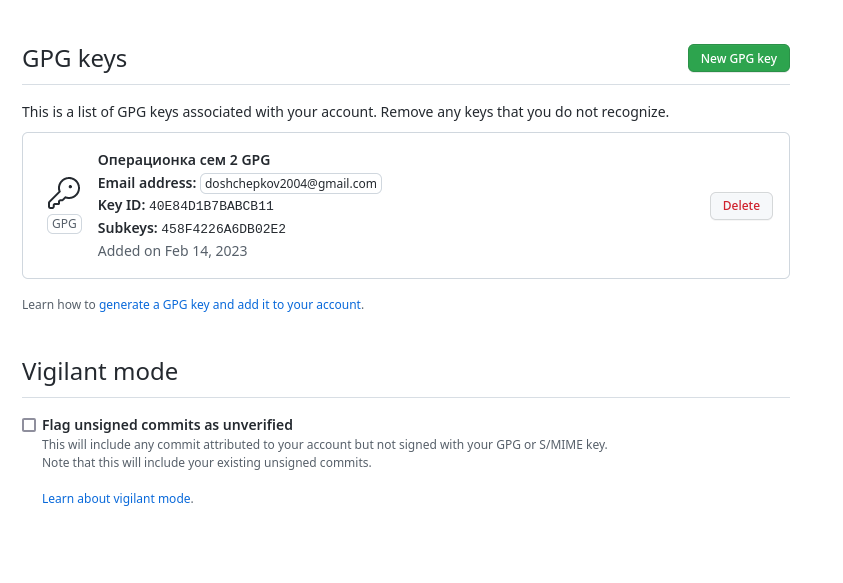 GPG keys
New GPG key
This is a list of GPG keys associated with your account. Remove any keys that you do not recognize.
Операционка сем 2 GPG
Email address: doshchepkov2004@gmail.com
Key ID: 40E84D1B7BABCB11
GPG
Subkeys: 458F4226A6DB02E2
Added on Feb 14, 2023
Delete
Learn how to generate a GPG key and add it to your account.
Vigilant mode
Flag unsigned commits as unverified
This will include any commit attributed to your account but not signed with your GPG or S/MIME key.
Note that this will include your existing unsigned commits.
Learn about vigilant mode.